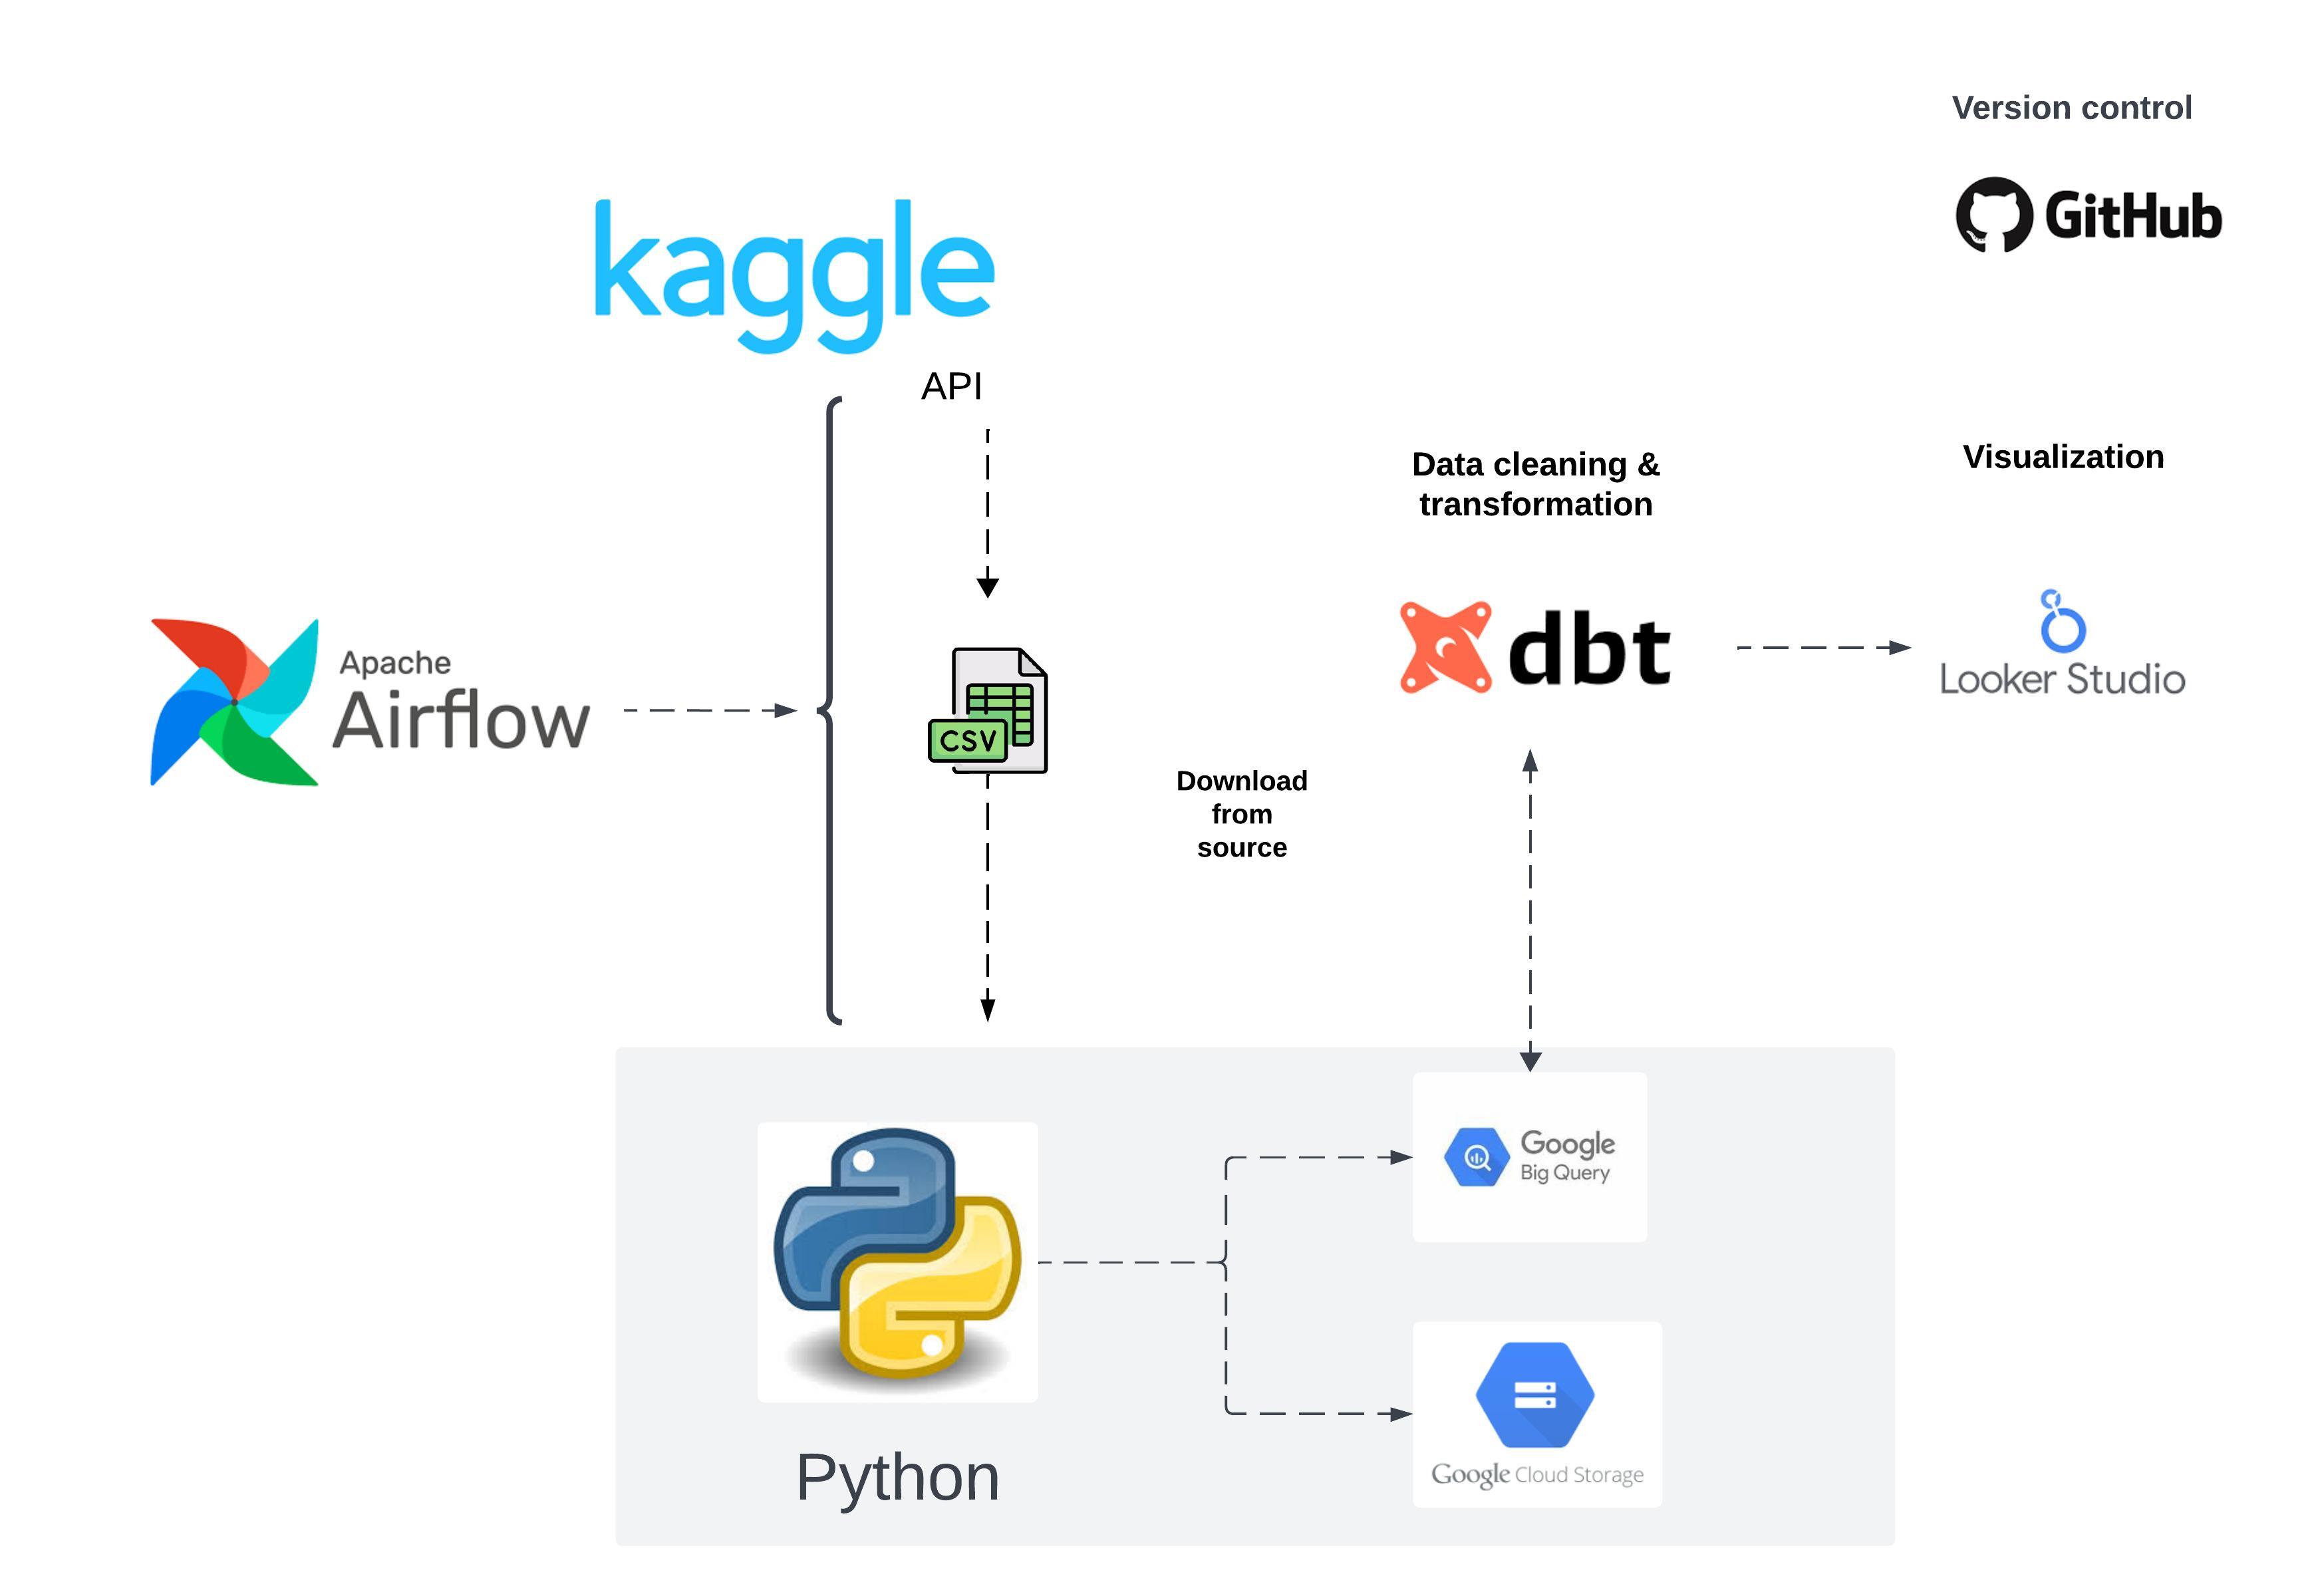 Version control
GitHub
kaggle
API
Data cleaning &
transformation
Visualization
Apache
Airflow
dbt
Looker Studio
CSV
Download
from
source
Google
Big Query
Python
Google Cloud Storage